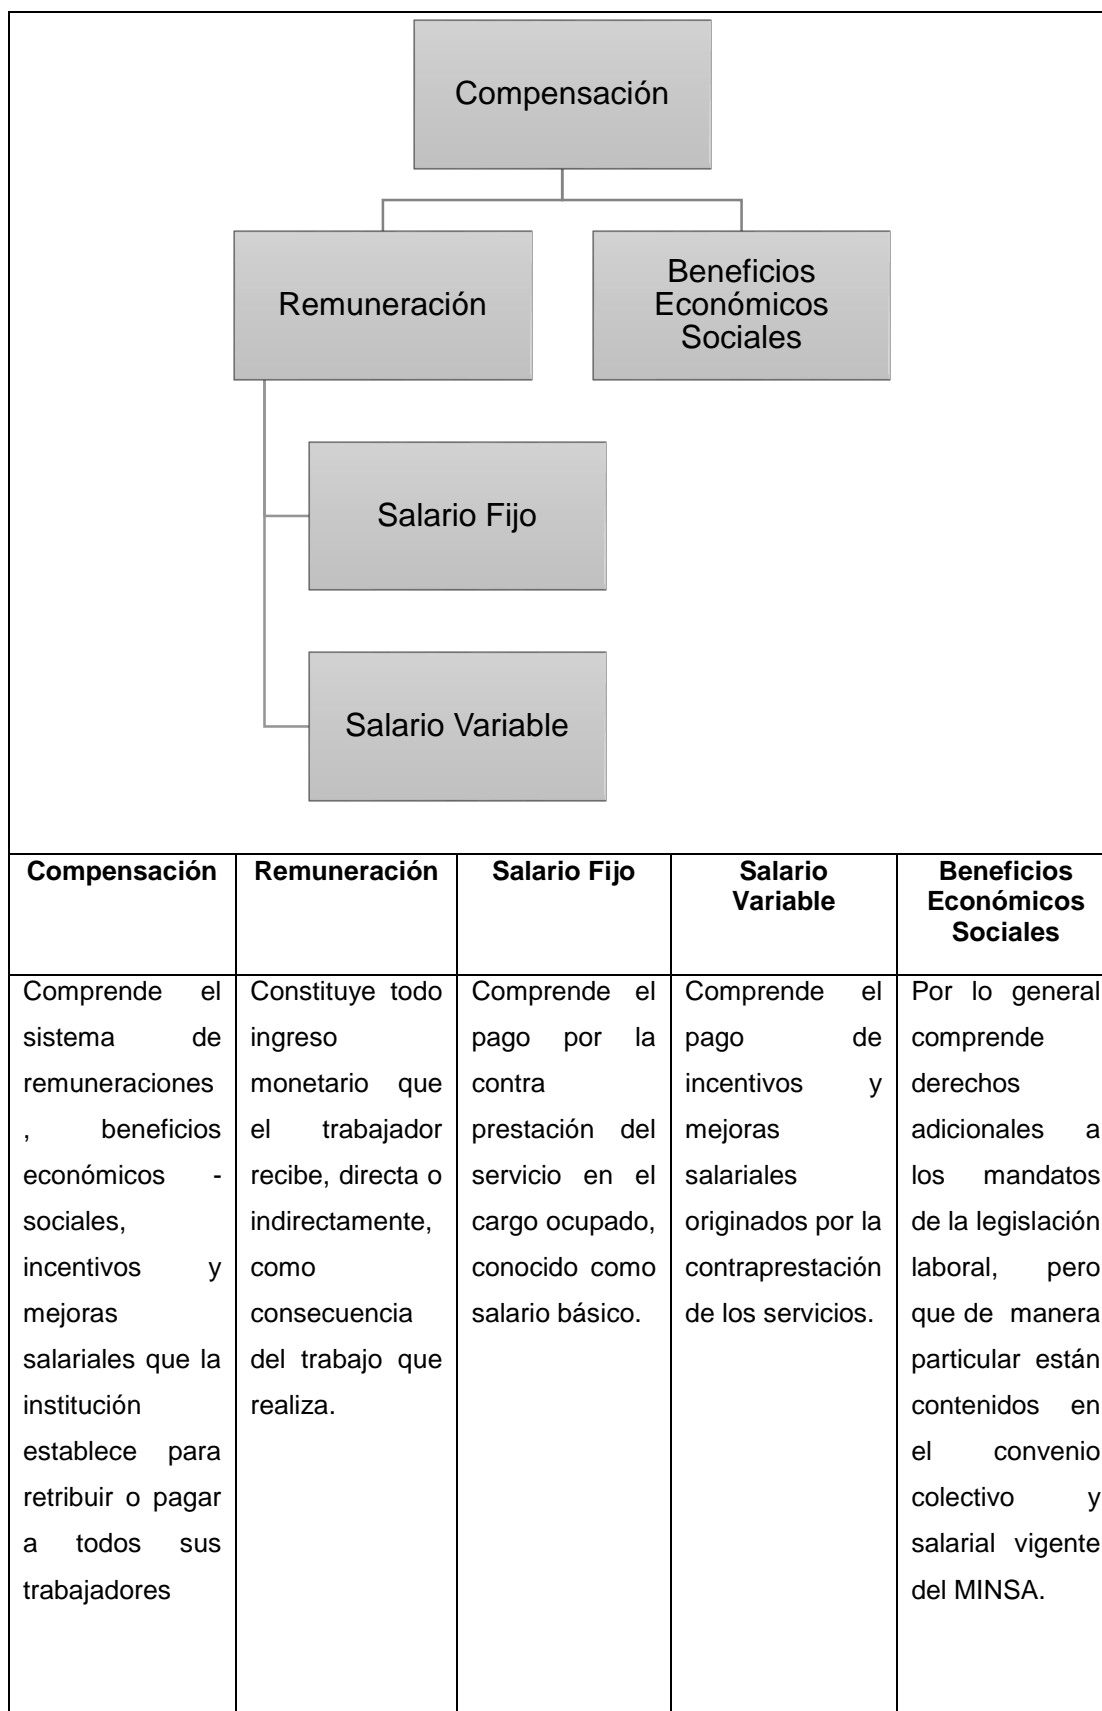 Compensación
Remuneración
Beneficios
Económicos
Sociales
Salario Fijo
Salario Variable
Compensación
Remuneración
Salario Fijo
Salario
Variable
Beneficios
Económicos
Sociales
Comprende el
sistema de
remuneraciones
, beneficios
económicos -
sociales,
incentivos y
mejoras
salariales que la
institución
establece para
retribuir o pagar
a todos sus
trabajadores
Constituye todo
ingreso
monetario que
el trabajador
recibe, directa o
indirectamente,
como
consecuencia
del trabajo que
realiza.
Comprende el
pago por la
contra
prestación del
servicio en el
cargo ocupado,
conocido como
salario básico.
Comprende el
pago de
incentivos y
mejoras
salariales
originados por la
contraprestación
de los servicios.
Por lo general
comprende
derechos
adicionales a
los mandatos
de la legislación
laboral, pero
que de manera
particular están
contenidos en
el convenio
colectivo y
salarial vigente
del MINSA.